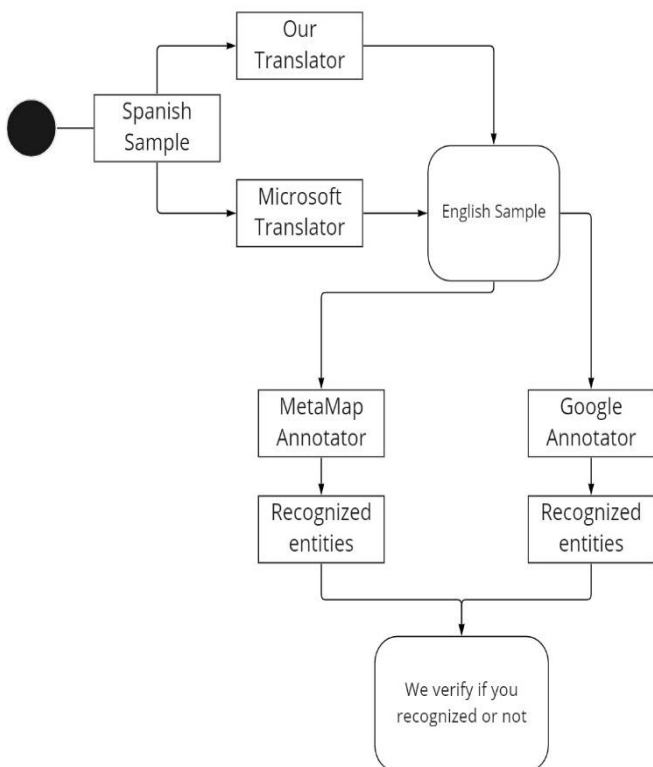 Our
Translator
Spanish
Sample
Microsoft
Translator
English Sample
MetaMap
Annotator
Google
Annotator
Recognized
entities
Recognized
entities
We verify if you
recognized or not